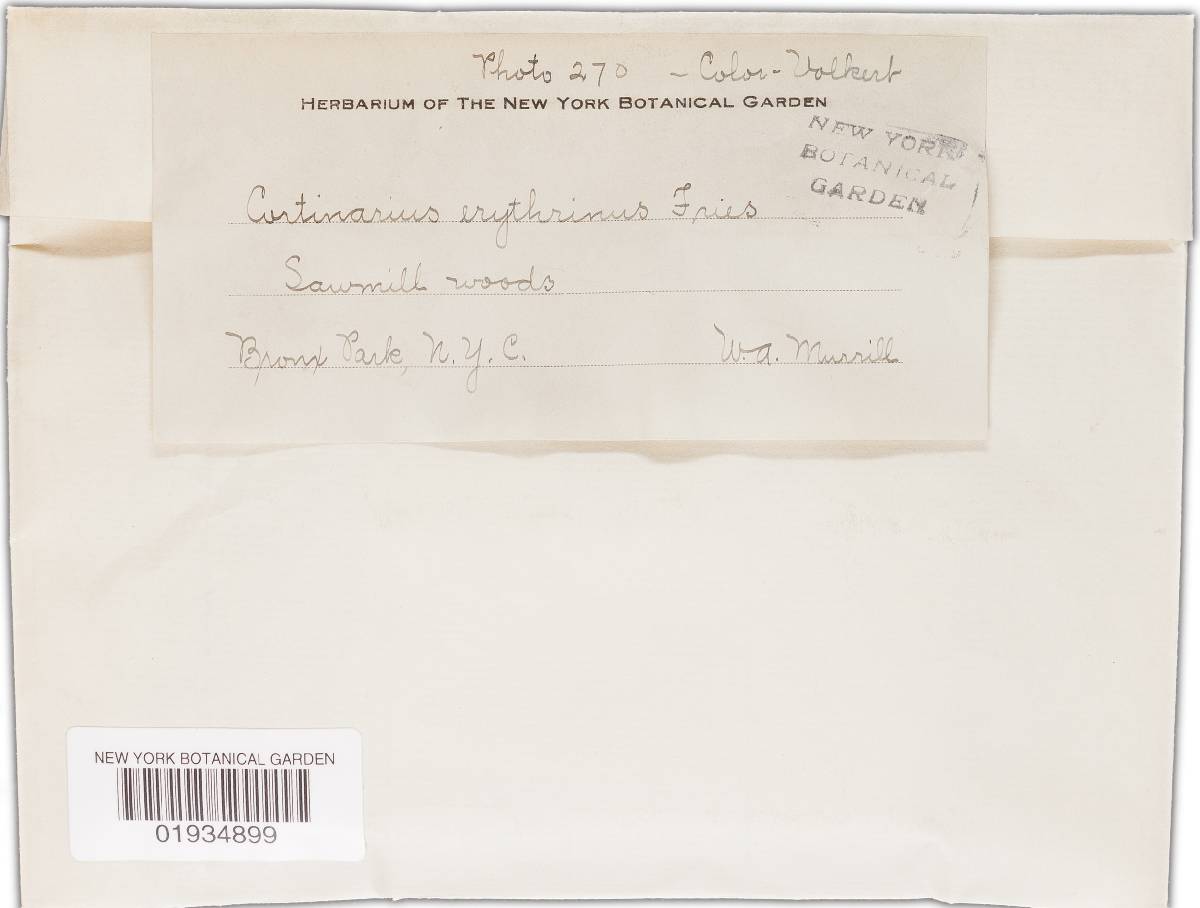 Photo 270 – Color - Volkert
HERBARIUM OF THE NEW YORK BOTANICAL GARDEN
NEW YORK
BOTANICAL
GARDEN
Cortinarius erythrinus Fries
Sawmill woods
Bronx Park, N.Y.C. W.A. Murrill
NEW YORK BOTANICAL GARDEN
01934899